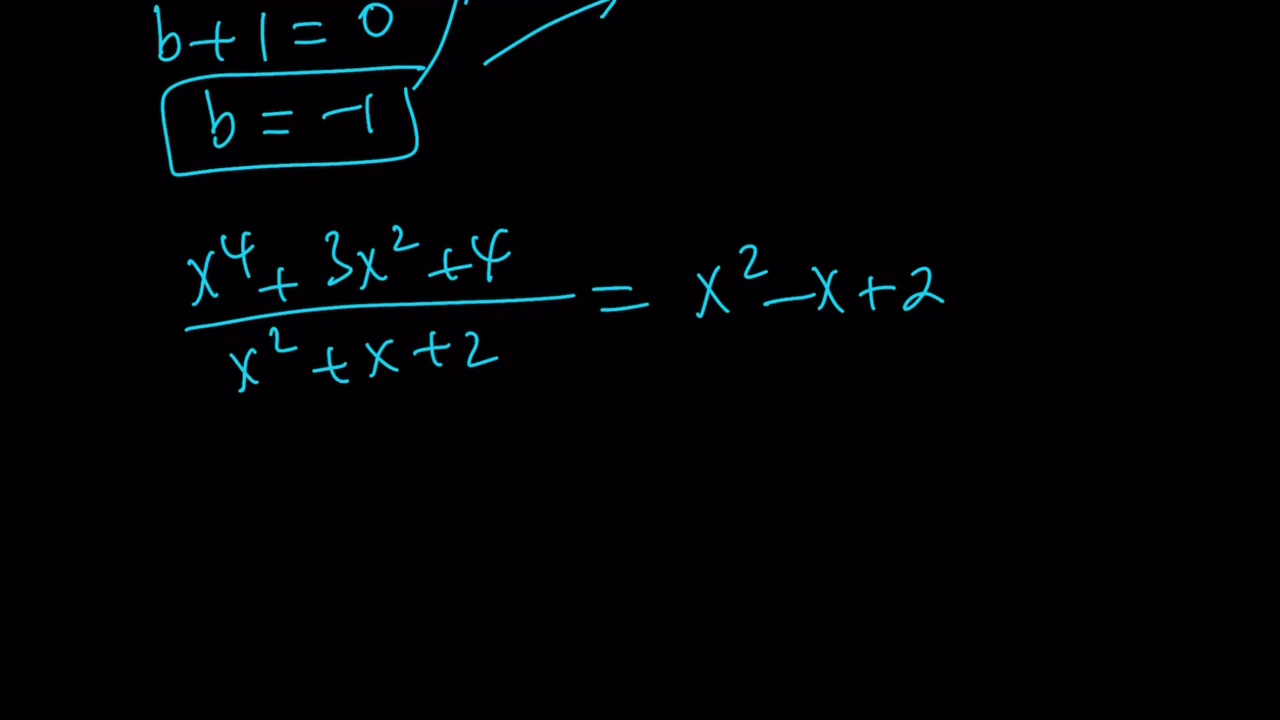 b+1=0
b=-1
x⁴+3x²+4
x²+x+2
= x²-x+2